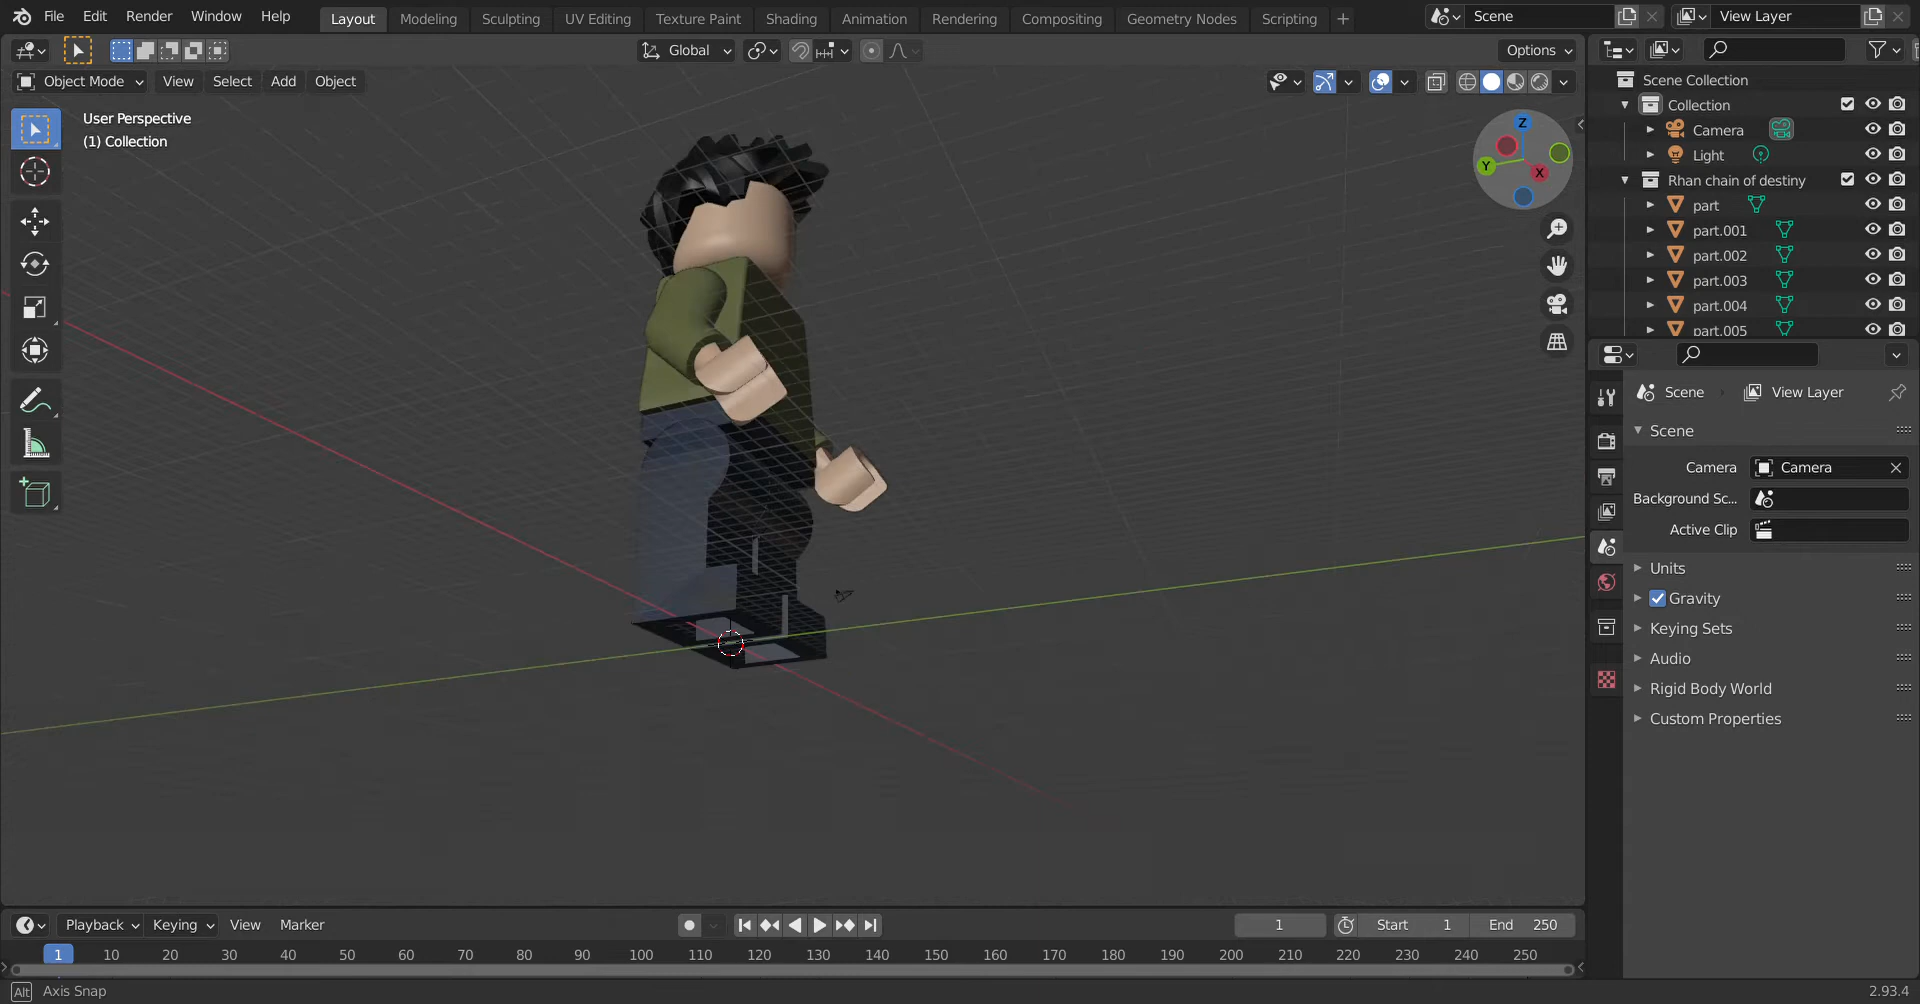 File Edit Render Window Help Layout Modeling Sculpting UV Editing Texture Paint Shading Animation Rendering Compositing Geometry Nodes Scripting + Scene View Layer
Global Options
Object Mode View Select Add Object
User Perspective
(1) Collection
Z
Y
X
Scene Collection
Collection
Camera
Light
Rhan chain of destiny
part
part.001
part.002
part.003
part.004
part.005
Scene View Layer
Scene
Camera Camera
Background Sc...
Active Clip
Units
Gravity
Keying Sets
Audio
Rigid Body World
Custom Properties
Playback Keying View Marker 1 Start 1 End 250
1 10 20 30 40 50 60 70 80 90 100 110 120 130 140 150 160 170 180 190 200 210 220 230 240 250
Alt Axis Snap 2.93.4